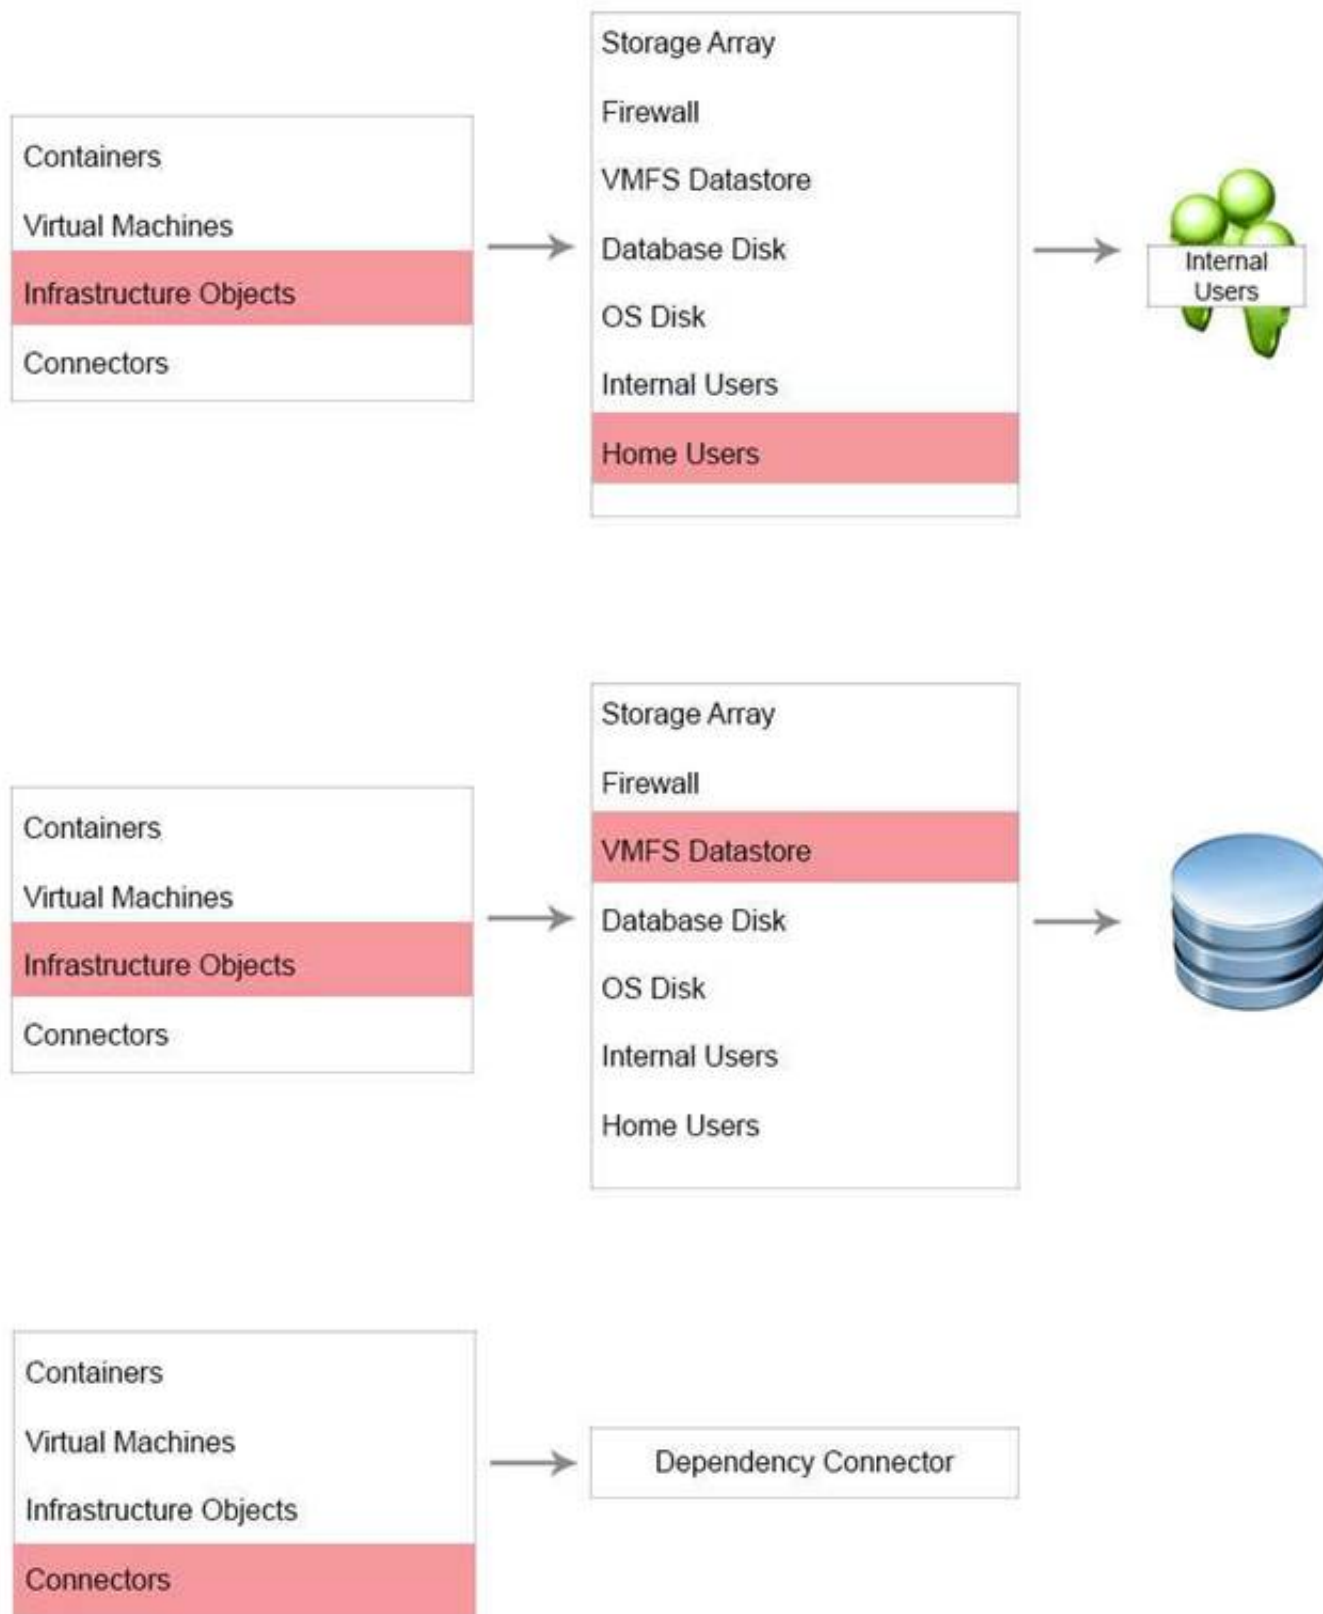 Containers
Virtual Machines
Infrastructure Objects
Connectors
Storage Array
Firewall
VMFS Datastore
Database Disk
OS Disk
Internal Users
Home Users
Internal
Users
Containers
Virtual Machines
Infrastructure Objects
Connectors
Storage Array
Firewall
VMFS Datastore
Database Disk
OS Disk
Internal Users
Home Users
Containers
Virtual Machines
Infrastructure Objects
Connectors
Dependency Connector